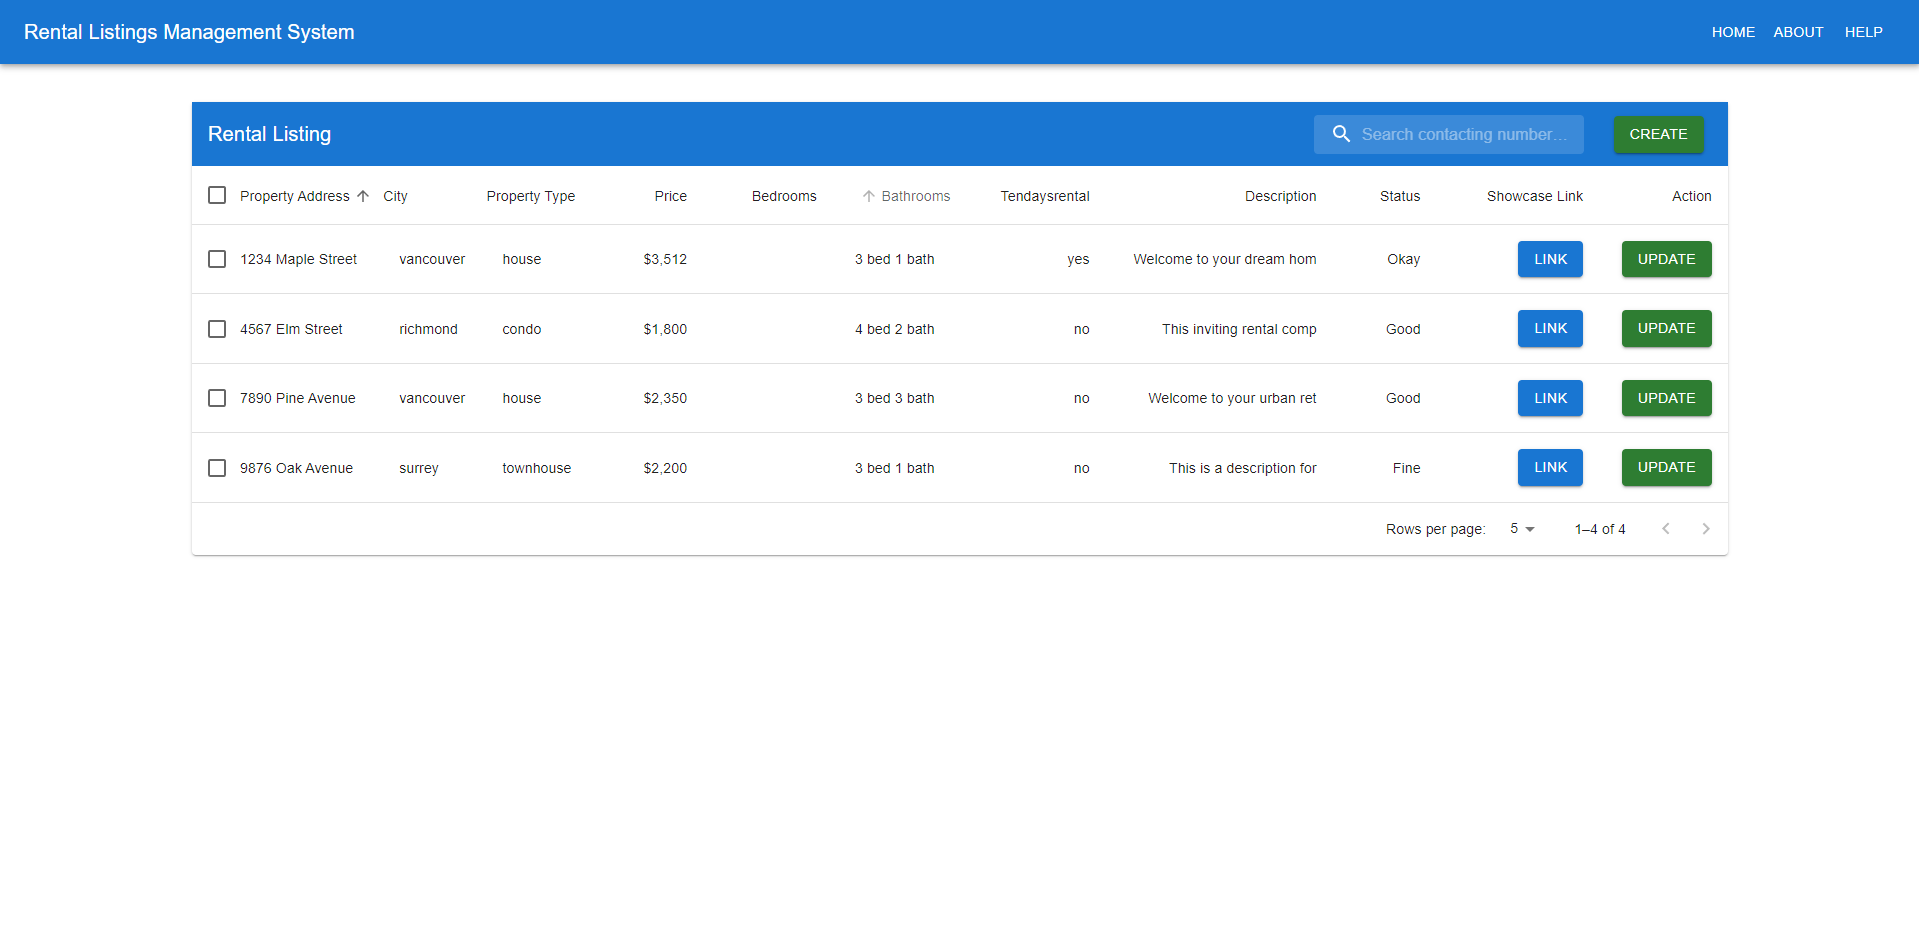 Rental Listings Management System HOME ABOUT HELP
Rental Listing Search contacting number... CREATE
Property Address City Property Type Price Bedrooms Bathrooms Tendaysrental Description Status Showcase Link Action
1234 Maple Street vancouver house $3,512 3 bed 1 bath yes Welcome to your dream hom Okay LINK UPDATE
4567 Elm Street richmond condo $1,800 4 bed 2 bath no This inviting rental comp Good LINK UPDATE
7890 Pine Avenue vancouver house $2,350 3 bed 3 bath no Welcome to your urban ret Good LINK UPDATE
9876 Oak Avenue surrey townhouse $2,200 3 bed 1 bath no This is a description for Fine LINK UPDATE
Rows per page: 5 1–4 of 4